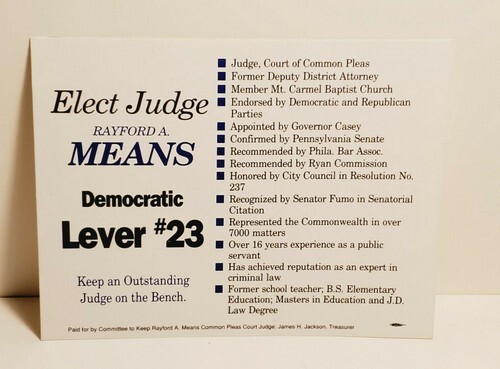 Elect Judge
RAYFORD A.
MEANS
Democratic
Lever #23
Keep an Outstanding
Judge on the Bench.
Judge, Court of Common Pleas
Former Deputy District Attorney
Member Mt. Carmel Baptist Church
Endorsed by Democratic and Republican
Parties
Appointed by Governor Casey
Confirmed by Pennsylvania Senate
Recommended by Phila. Bar Assoc.
Recommended by Ryan Commission
Honored by City Council in Resolution No.
237
Recognized by Senator Fumo in Senatorial
Citation
Represented the Commonwealth in over
7000 matters
Over 16 years experience as a public
servant
Has achieved reputation as an expert in
criminal law
Former school teacher; B.S. Elementary
Education; Masters in Education and J.D.
Law Degree
Paid for by Committee to Keep Rayford A. Means Common Pleas Court Judge; James H. Jackson, Treasurer